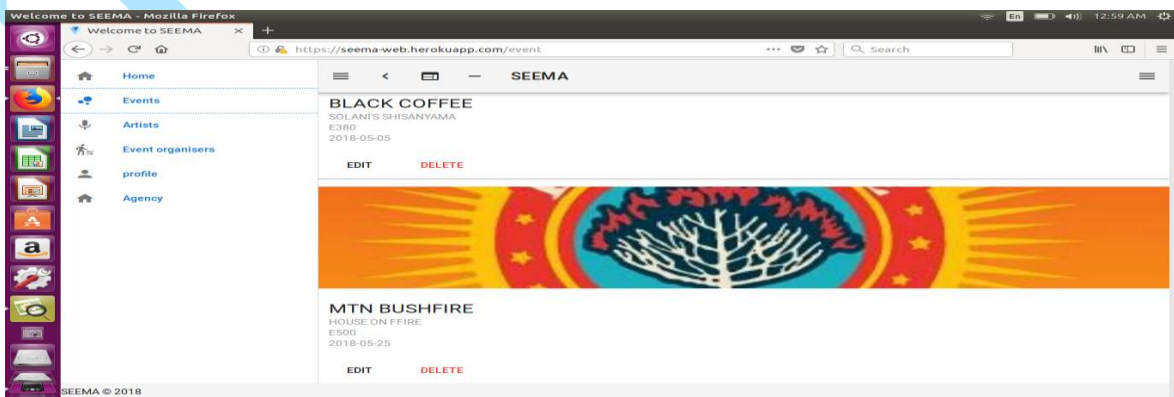 Welcome to SEEMA - Mozilla Firefox
En
12:59 AM
Welcome to SEEMA
https://seema-web.herokuapp.com/event
Search
Home
Events
Artists
Event organisers
profile
Agency
SEEMA
BLACK COFFEE
SOLANI'S SHISANYAMA
E380
2018-05-05
EDIT DELETE
MTN BUSHFIRE
HOUSE ON FFIRE
E500
2018-05-25
EDIT DELETE
SEEMA © 2018